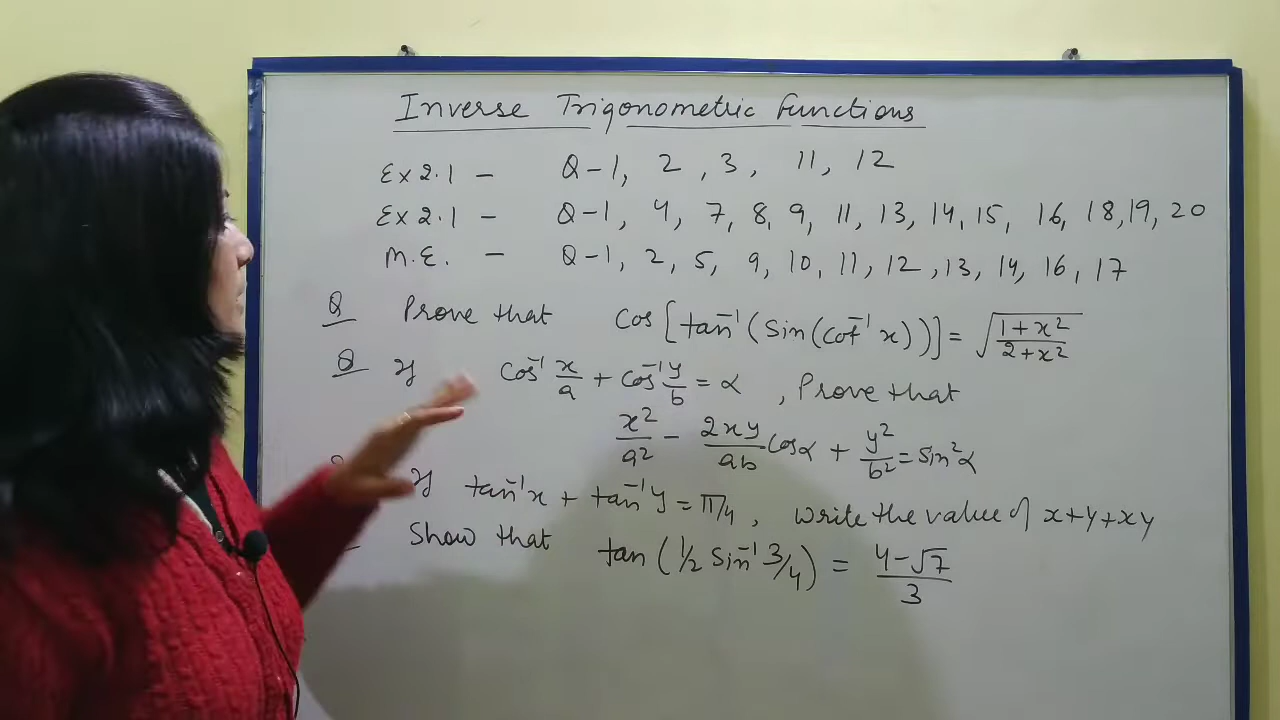 Inverse Trigonometric Functions
Ex 2.1 - Q-1, 2, 3, 11, 12
Ex 2.1 - Q-1, 4, 7, 8, 9, 11, 13, 14, 15, 16, 18, 19, 20
M.E. - Q-1, 2, 5, 9, 10, 11, 12, 13, 14, 16, 17
Q Prove that cos[tan⁻¹(sin(cot⁻¹x))] = √((1+x²)/(2+x²))
Q If cos⁻¹ x/a + cos⁻¹ y/b = α, Prove that
x²/a² - 2xy/ab cosα + y²/b² = sin²α
If tan⁻¹x + tan⁻¹y = π/4, write the value of x+y+xy
Show that tan(1/2 sin⁻¹ 3/4) = (4-√7)/3